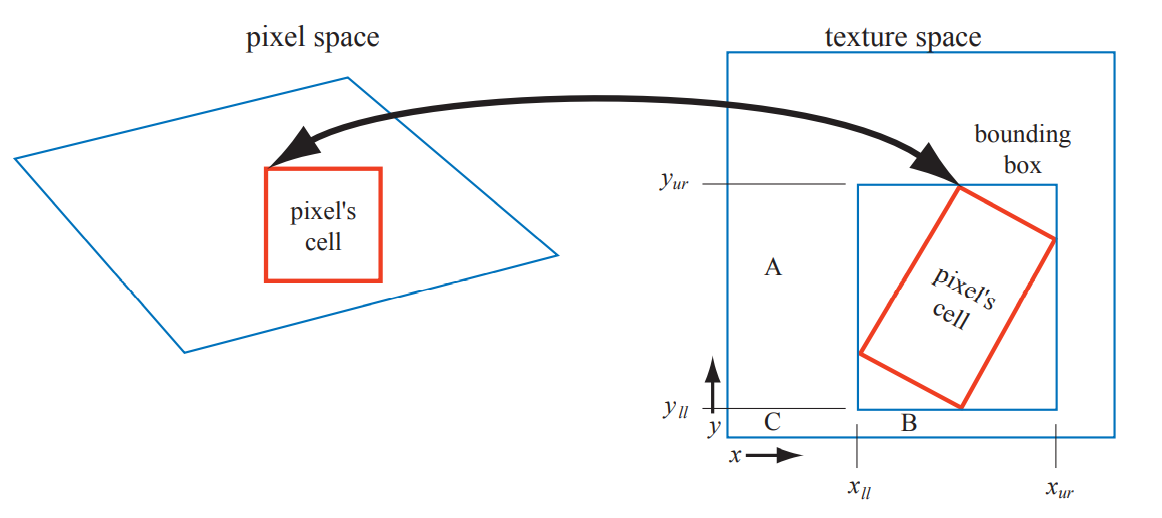 pixel space
texture space
pixel's
cell
bounding
box
y_ur
A
pixel's
cell
y_ll
y
C
B
x
x_ll
x_ur